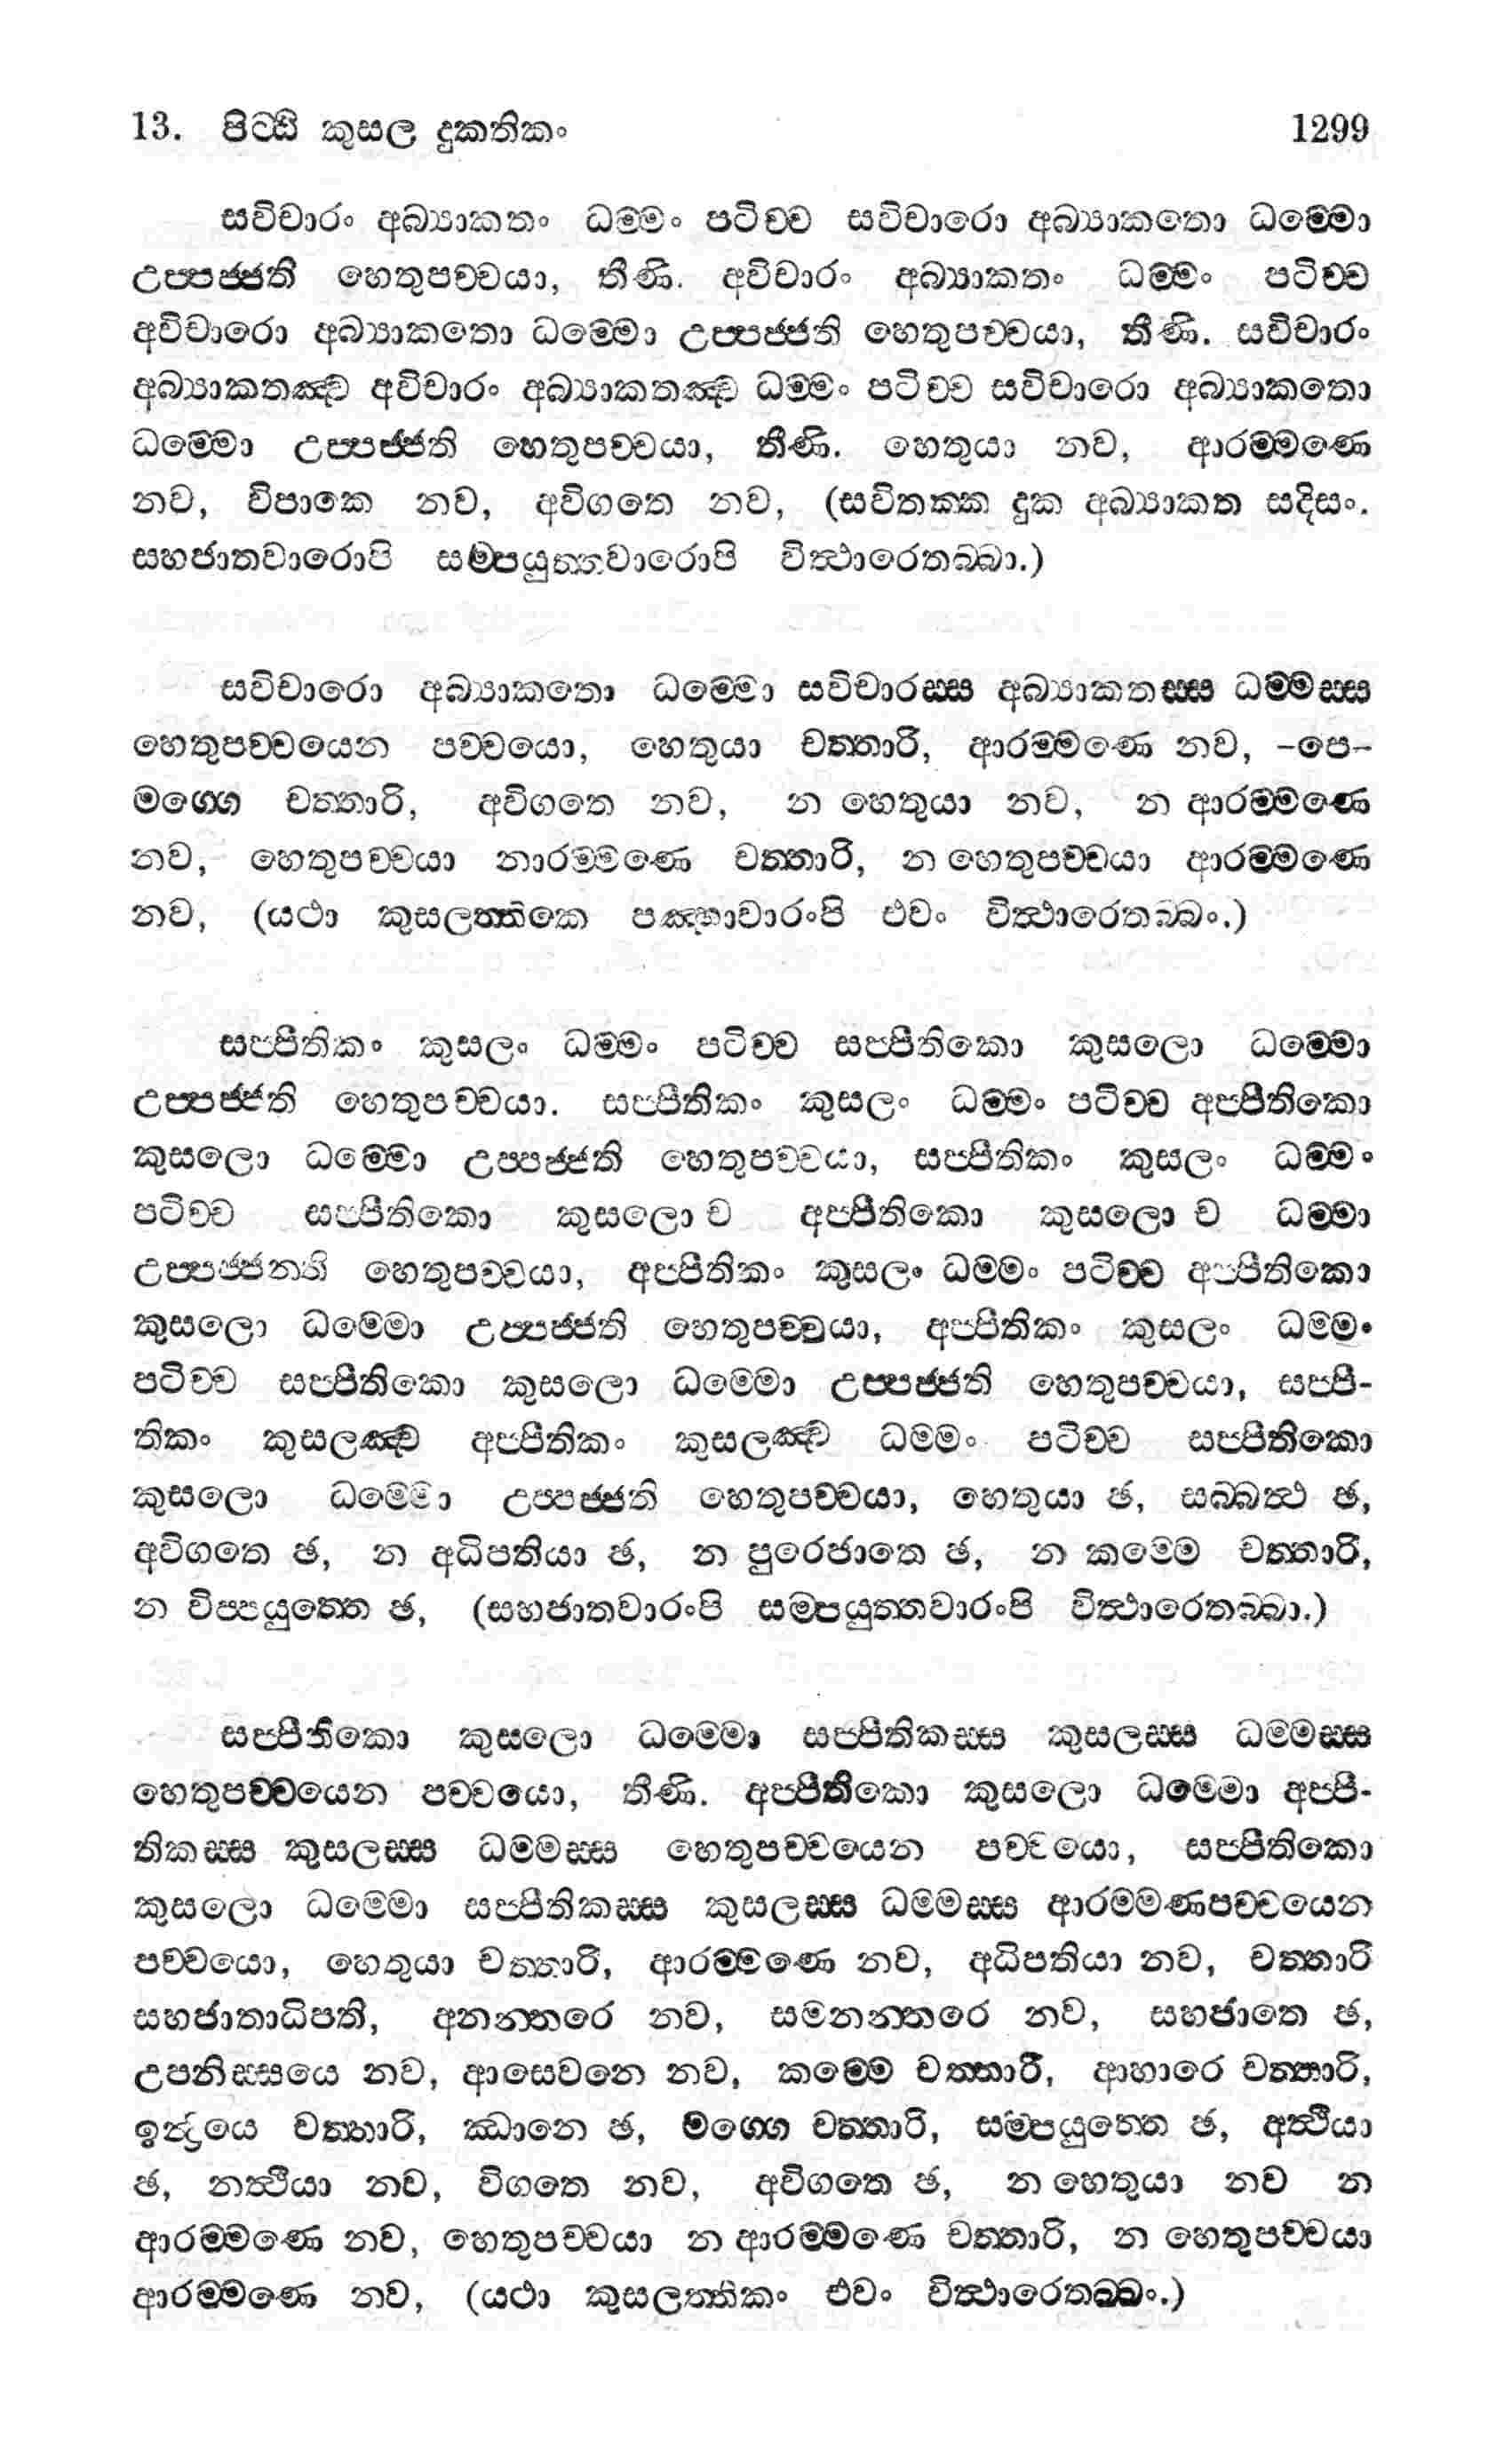 13. පිට්ඨි කුසල දුකතිකං 1299
සවිචාරං අබ්‍යාකතං ධම්මං පටිච්ච සවිචාරො අබ්‍යාකතො ධම්මො
උප්පජ්ජති හෙතුපච්චයා, තීණි. අවිචාරං අබ්‍යාකතං ධම්මං පටිච්ච
අවිචාරො අබ්‍යාකතො ධම්මො උප්පජ්ජති හෙතුපච්චයා, තීණි. සවිචාරං
අබ්‍යාකතඤ්ච අවිචාරං අබ්‍යාකතඤ්ච ධම්මං පටිච්ච සවිචාරො අබ්‍යාකතො
ධම්මො උප්පජ්ජති හෙතුපච්චයා, තීණි. හෙතුයා නව, ආරම්මණෙ
නව, විපාකෙ නව, අවිගතෙ නව, (සවිතක්ක දුක අබ්‍යාකත සදිසං.
සහජාතවාරොපි සම්පයුත්තවාරොපි විත්ථාරෙතබ්බා.)
සවිචාරො අබ්‍යාකතො ධම්මො සවිචාරස්ස අබ්‍යාකතස්ස ධම්මස්ස
හෙතුපච්චයෙන පච්චයො, හෙතුයා චත්තාරි, ආරම්මණෙ නව, -පෙ-
මග්ගෙ චත්තාරි, අවිගතෙ නව, න හෙතුයා නව, න ආරම්මණෙ
නව, හෙතුපච්චයා නාරම්මණෙ චත්තාරි, න හෙතුපච්චයා ආරම්මණෙ
නව, (යථා කුසලත්තිකෙ පඤ්හාවාරංපි එවං විත්ථාරෙතබ්බං.)
සප්පීතිකං කුසලං ධම්මං පටිච්ච සප්පීතිකො කුසලො ධම්මො
උප්පජ්ජති හෙතුපච්චයා. සප්පීතිකං කුසලං ධම්මං පටිච්ච අප්පීතිකො
කුසලො ධම්මො උප්පජ්ජති හෙතුපච්චයා, සප්පීතිකං කුසලං ධම්මං
පටිච්ච සප්පීතිකො කුසලො ච අප්පීතිකො කුසලො ච ධම්මා
උප්පජ්ජන්ති හෙතුපච්චයා, අප්පීතිකං කුසලං ධම්මං පටිච්ච අප්පීතිකො
කුසලො ධම්මො උප්පජ්ජති හෙතුපච්චයා, අප්පීතිකං කුසලං ධම්මං
පටිච්ච සප්පීතිකො කුසලො ධම්මො උප්පජ්ජති හෙතුපච්චයා, සප්පී-
තිකං කුසලඤ්ච අප්පීතිකං කුසලඤ්ච ධම්මං පටිච්ච සප්පීතිකො
කුසලො ධම්මො උප්පජ්ජති හෙතුපච්චයා, හෙතුයා ඡ, සබ්බත්ථ ඡ,
අවිගතෙ ඡ, න අධිපතියා ඡ, න පුරෙජාතෙ ඡ, න කම්මෙ චත්තාරි,
න විප්පයුත්තෙ ඡ, (සහජාතවාරංපි සම්පයුත්තවාරංපි විත්ථාරෙතබ්බා.)
සප්පීතිකො කුසලො ධම්මො සප්පීතිකස්ස කුසලස්ස ධම්මස්ස
හෙතුපච්චයෙන පච්චයො, තීණි. අප්පීතිකො කුසලො ධම්මො අප්පී-
තිකස්ස කුසලස්ස ධම්මස්ස හෙතුපච්චයෙන පච්චයො, සප්පීතිකො
කුසලො ධම්මො සප්පීතිකස්ස කුසලස්ස ධම්මස්ස ආරම්මණපච්චයෙන
පච්චයො, හෙතුයා චත්තාරි, ආරම්මණෙ නව, අධිපතියා නව, චත්තාරි
සහජාතාධිපති, අනන්තරෙ නව, සමනන්තරෙ නව, සහජාතෙ ඡ,
උපනිස්සයෙ නව, ආසෙවනෙ නව, කම්මෙ චත්තාරි, ආහාරෙ චත්තාරි,
ඉන්ද්‍රියෙ චත්තාරි, ඣානෙ ඡ, මග්ගෙ චත්තාරි, සම්පයුත්තෙ ඡ, අත්ථියා
ඡ, නත්ථියා නව, විගතෙ නව, අවිගතෙ ඡ, න හෙතුයා නව න
ආරම්මණෙ නව, හෙතුපච්චයා න ආරම්මණෙ චත්තාරි, න හෙතුපච්චයා
ආරම්මණෙ නව, (යථා කුසලත්තිකං එවං විත්ථාරෙතබ්බං.)